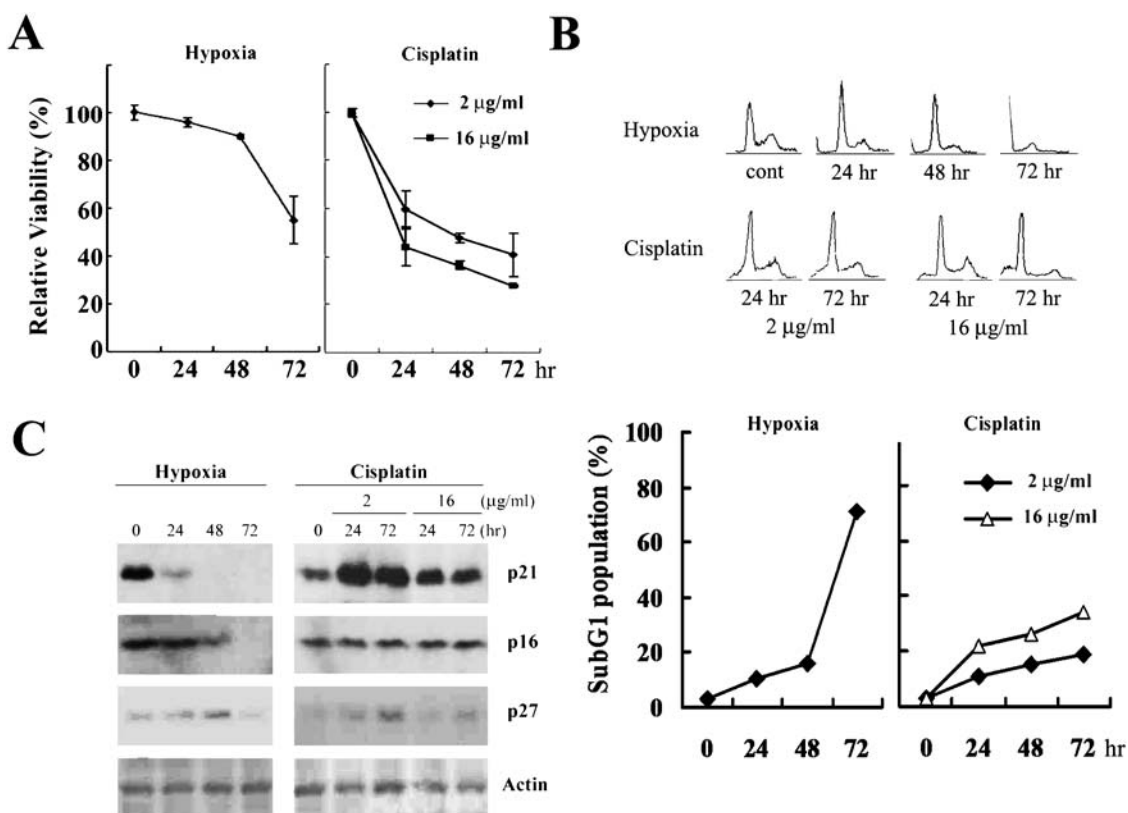 A
Hypoxia
Cisplatin
2 μg/ml
16 μg/ml
Relative Viability (%)
100
80
60
40
20
0
0 24 48 72
0 24 48 72 hr
B
Hypoxia
cont 24 hr 48 hr 72 hr
Cisplatin
24 hr 72 hr 24 hr 72 hr
2 μg/ml 16 μg/ml
Hypoxia
Cisplatin
2 μg/ml
16 μg/ml
SubG1 population (%)
100
80
60
40
20
0
0 24 48 72
0 24 48 72 hr
C
Hypoxia Cisplatin
2 16 (μg/ml)
0 24 48 72 0 24 72 24 72 (hr)
p21
p16
p27
Actin